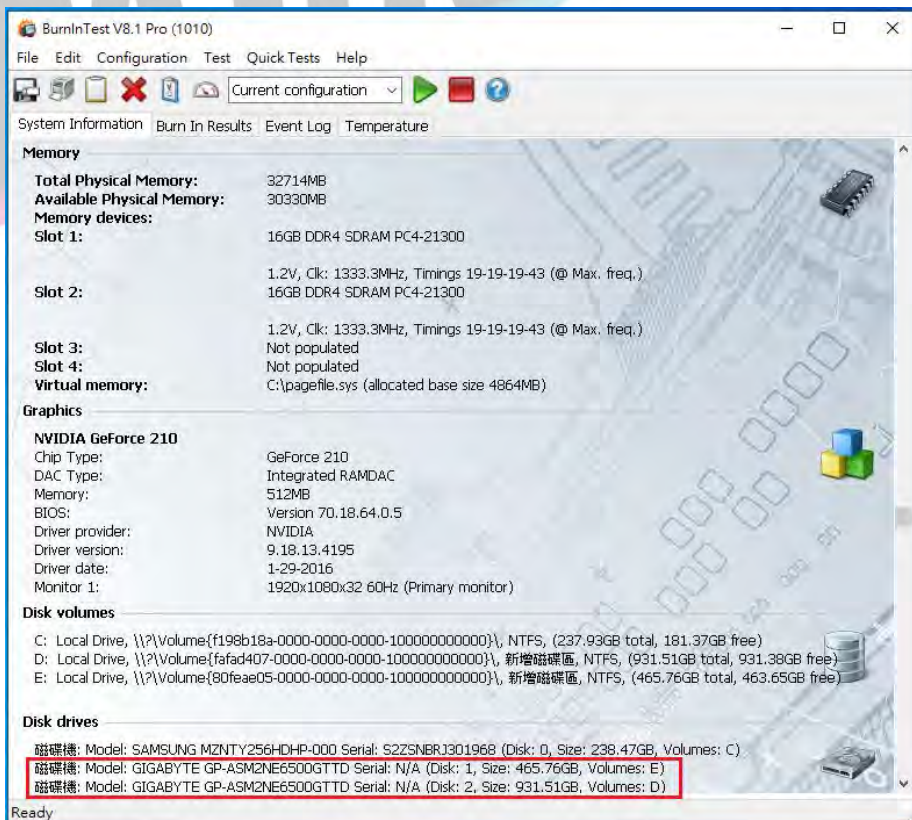 BurnInTest V8.1 Pro (1010)
File Edit Configuration Test Quick Tests Help
Current configuration
System Information Burn In Results Event Log Temperature
Memory
Total Physical Memory: 32714MB
Available Physical Memory: 30330MB
Memory devices:
Slot 1: 16GB DDR4 SDRAM PC4-21300
1.2V, Clk: 1333.3MHz, Timings 19-19-19-43 (@ Max. freq.)
Slot 2: 16GB DDR4 SDRAM PC4-21300
1.2V, Clk: 1333.3MHz, Timings 19-19-19-43 (@ Max. freq.)
Slot 3: Not populated
Slot 4: Not populated
Virtual memory: C:\pagefile.sys (allocated base size 4864MB)
Graphics
NVIDIA GeForce 210
Chip Type: GeForce 210
DAC Type: Integrated RAMDAC
Memory: 512MB
BIOS: Version 70.18.64.0.5
Driver provider: NVIDIA
Driver version: 9.18.13.4195
Driver date: 1-29-2016
Monitor 1: 1920x1080x32 60Hz (Primary monitor)
Disk volumes
C: Local Drive, \\?\Volume{f198b18a-0000-0000-0000-100000000000}\, NTFS, (237.93GB total, 181.37GB free)
D: Local Drive, \\?\Volume{fafad407-0000-0000-0000-100000000000}\, 新增磁碟區, NTFS, (931.51GB total, 931.38GB free)
E: Local Drive, \\?\Volume{80feae05-0000-0000-0000-100000000000}\, 新增磁碟區, NTFS, (465.76GB total, 463.65GB free)
Disk drives
磁碟機: Model: SAMSUNG MZNTY256HDHP-000 Serial: S2ZSNBRJ301968 (Disk: 0, Size: 238.47GB, Volumes: C)
磁碟機: Model: GIGABYTE GP-ASM2NE6500GTTD Serial: N/A (Disk: 1, Size: 465.76GB, Volumes: E)
磁碟機: Model: GIGABYTE GP-ASM2NE6500GTTD Serial: N/A (Disk: 2, Size: 931.51GB, Volumes: D)
Ready